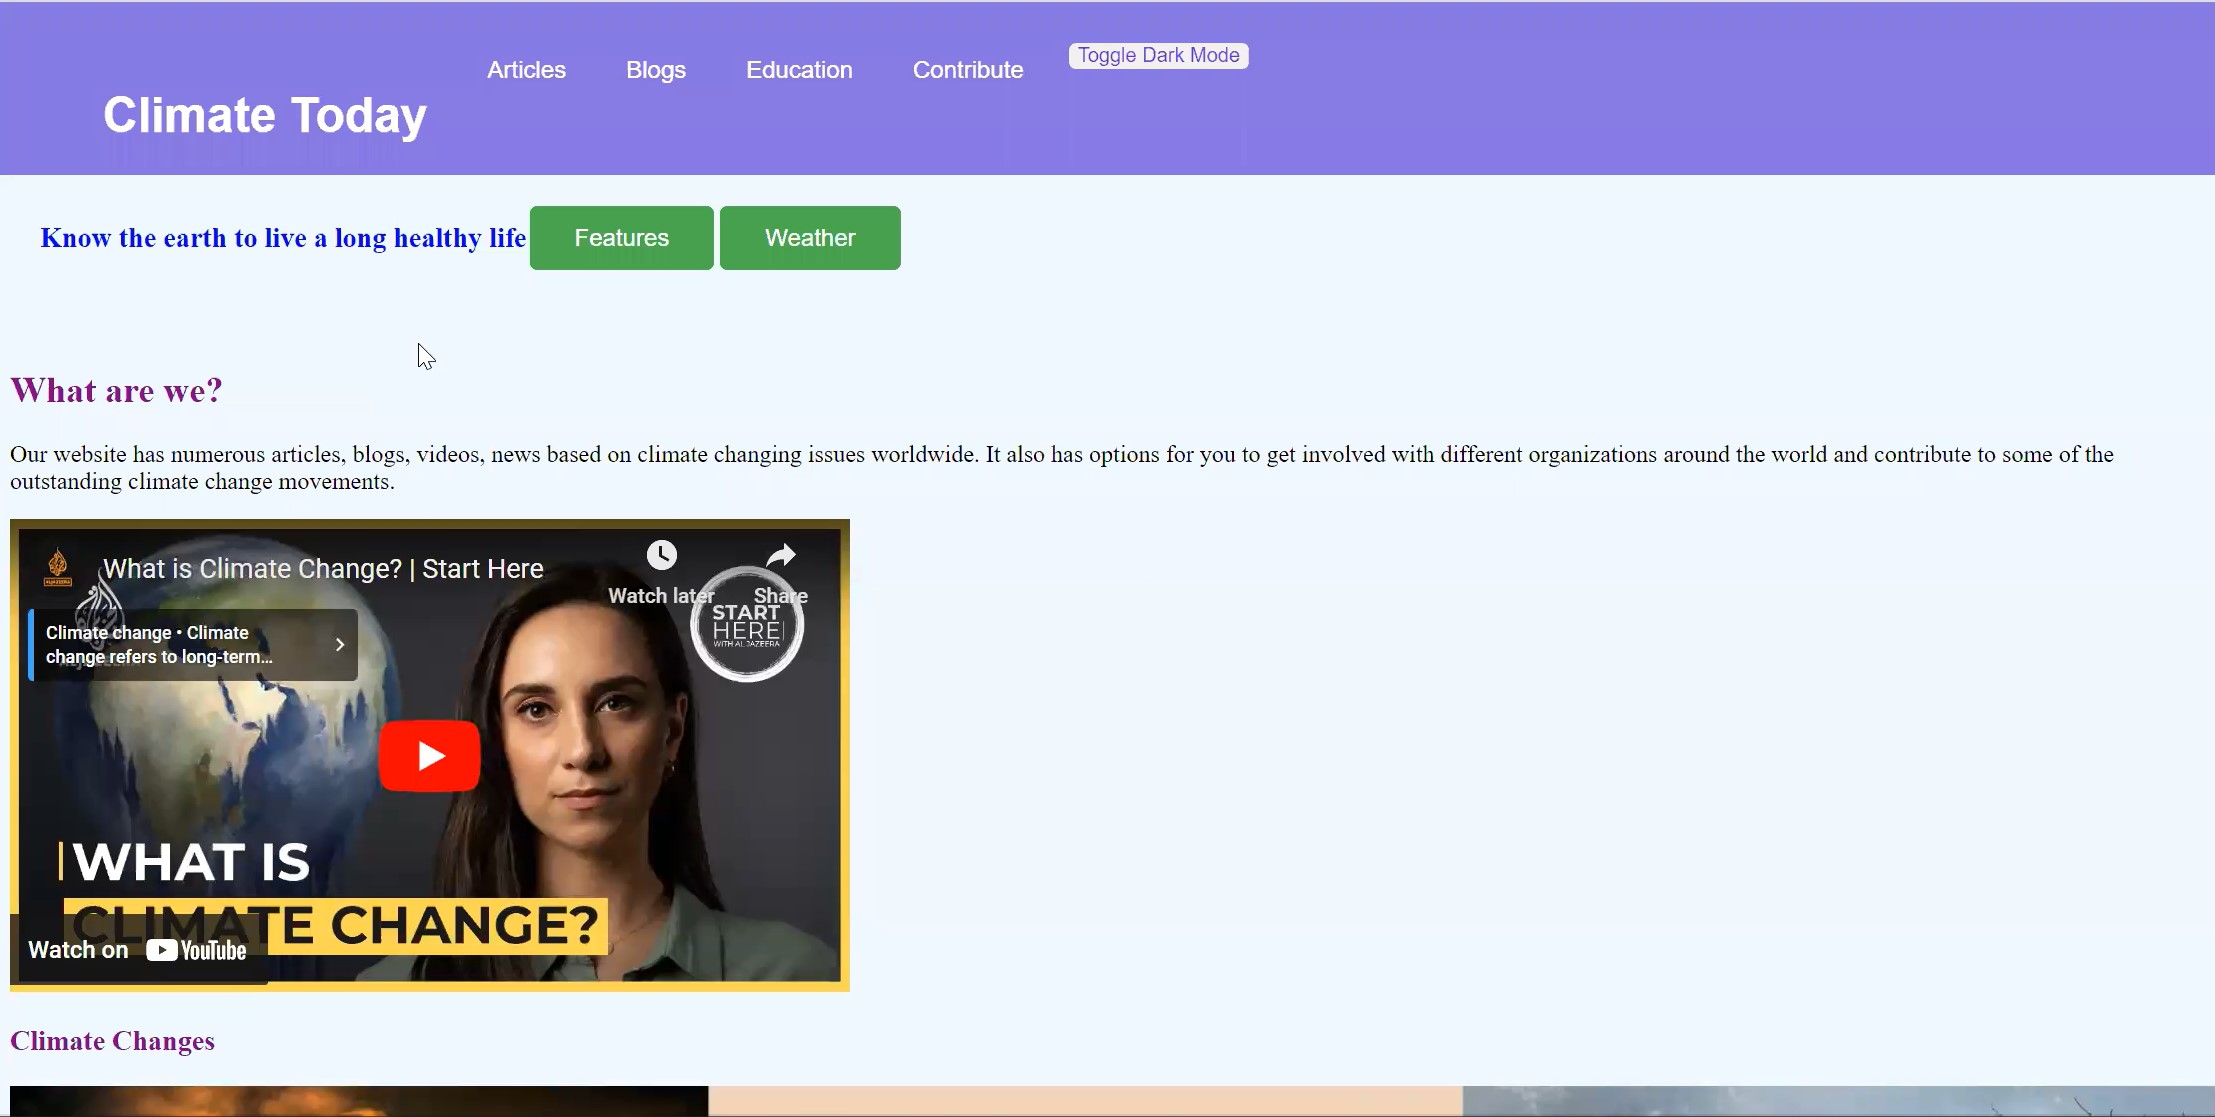 Articles Blogs Education Contribute Toggle Dark Mode
Climate Today
Know the earth to live a long healthy life Features Weather
What are we?
Our website has numerous articles, blogs, videos, news based on climate changing issues worldwide. It also has options for you to get involved with different organizations around the world and contribute to some of the
outstanding climate change movements.
What is Climate Change? | Start Here
Watch later Share
START
HERE
WITH AL JAZEERA
Climate change • Climate
change refers to long-term...
WHAT IS
CLIMATE CHANGE?
Watch on YouTube
Climate Changes